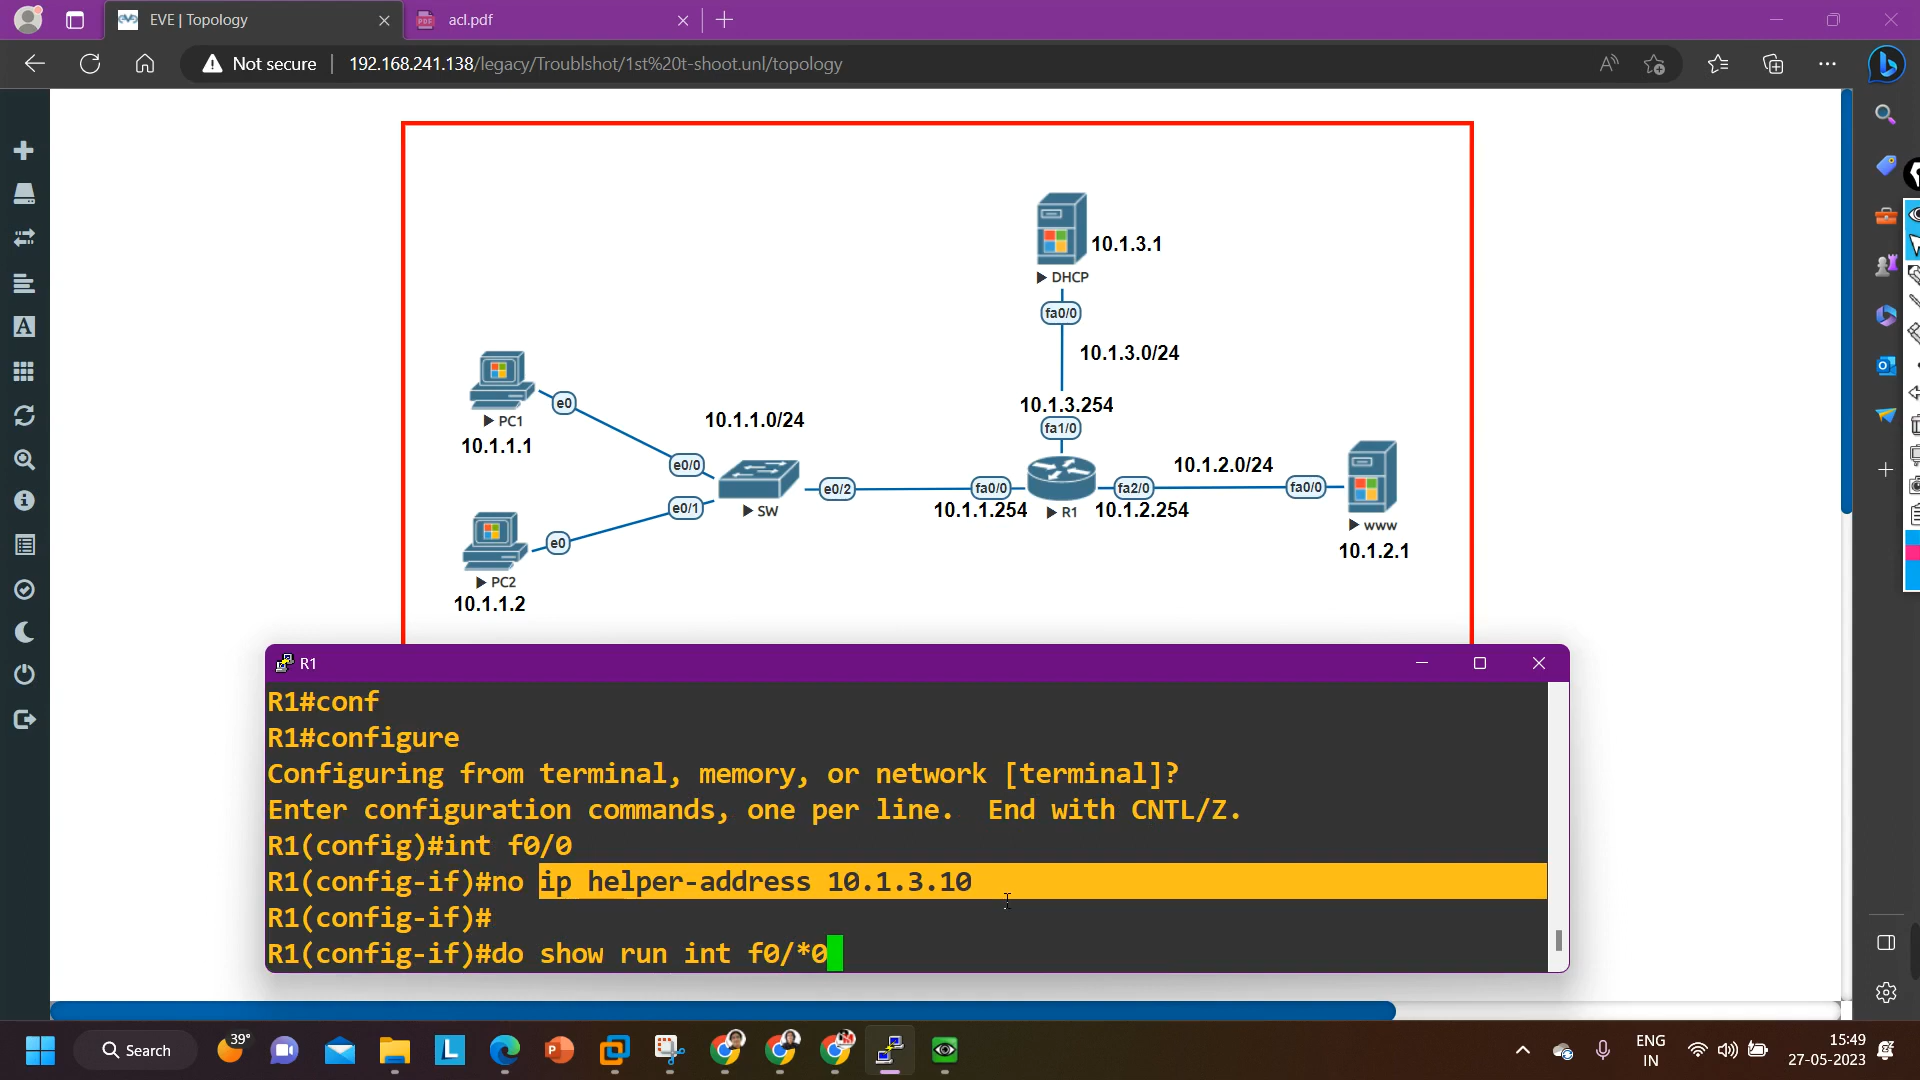 EVE | Topology
acl.pdf
Not secure
192.168.241.138/legacy/Troublshot/1st%20t-shoot.unl/topology
10.1.3.1
DHCP
fa0/0
10.1.3.0/24
10.1.3.254
fa1/0
e0
PC1
10.1.1.1
10.1.1.0/24
e0/0
e0/1
SW
e0/2
fa0/0
10.1.1.254
R1
fa2/0
10.1.2.254
10.1.2.0/24
fa0/0
www
10.1.2.1
e0
PC2
10.1.1.2
R1
R1#conf
R1#configure
Configuring from terminal, memory, or network [terminal]?
Enter configuration commands, one per line.  End with CNTL/Z.
R1(config)#int f0/0
R1(config-if)#no ip helper-address 10.1.3.10
R1(config-if)#
R1(config-if)#do show run int f0/*0
39°
Search
ENG
IN
15:49
27-05-2023